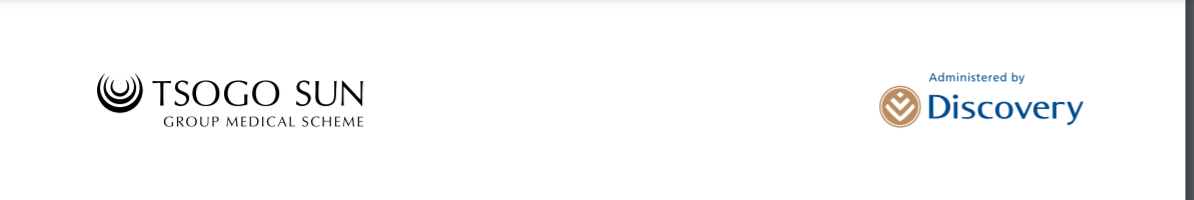 TSOGO SUN
GROUP MEDICAL SCHEME
Administered by
Discovery